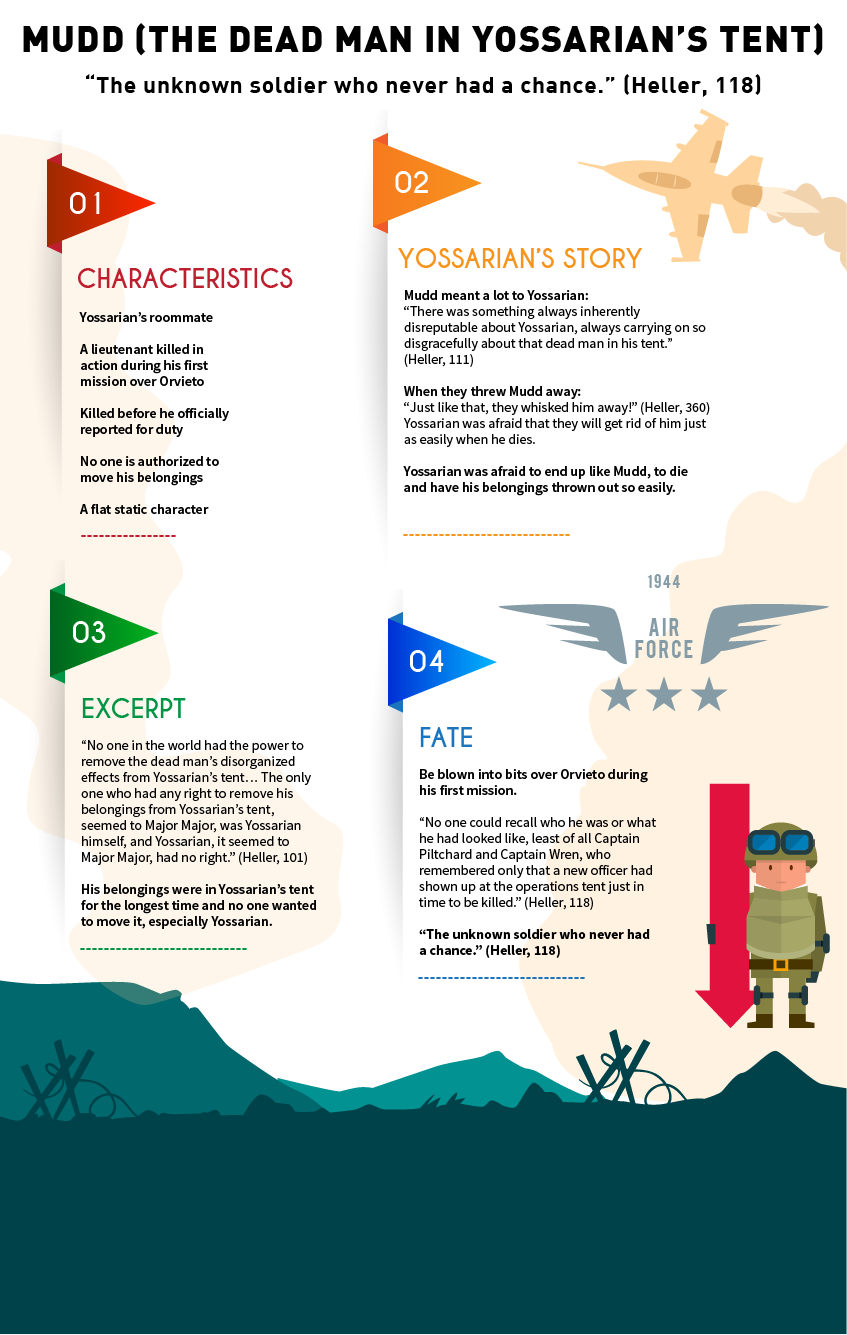 MUDD (THE DEAD MAN IN YOSSARIAN’S TENT)
“The unknown soldier who never had a chance.” (Heller, 118)
01
CHARACTERISTICS
Yossarian’s roommate
A lieutenant killed in
action during his first
mission over Orvieto
Killed before he officially
reported for duty
No one is authorized to
move his belongings
A flat static character
02
YOSSARIAN’S STORY
Mudd meant a lot to Yossarian:
“There was something always inherently
disreputable about Yossarian, always carrying on so
disgracefully about that dead man in his tent.”
(Heller, 111)
When they threw Mudd away:
“Just like that, they whisked him away!” (Heller, 360)
Yossarian was afraid that they will get rid of him just
as easily when he dies.
Yossarian was afraid to end up like Mudd, to die
and have his belongings thrown out so easily.
03
EXCERPT
“No one in the world had the power to
remove the dead man’s disorganized
effects from Yossarian’s tent… The only
one who had any right to remove his
belongings from Yossarian’s tent,
seemed to Major Major, was Yossarian
himself, and Yossarian, it seemed to
Major Major, had no right.” (Heller, 101)
His belongings were in Yossarian’s tent
for the longest time and no one wanted
to move it, especially Yossarian.
1944
AIR
FORCE
04
FATE
Be blown into bits over Orvieto during
his first mission.
“No one could recall who he was or what
he had looked like, least of all Captain
Piltchard and Captain Wren, who
remembered only that a new officer had
shown up at the operations tent just in
time to be killed.” (Heller, 118)
“The unknown soldier who never had
a chance.” (Heller, 118)